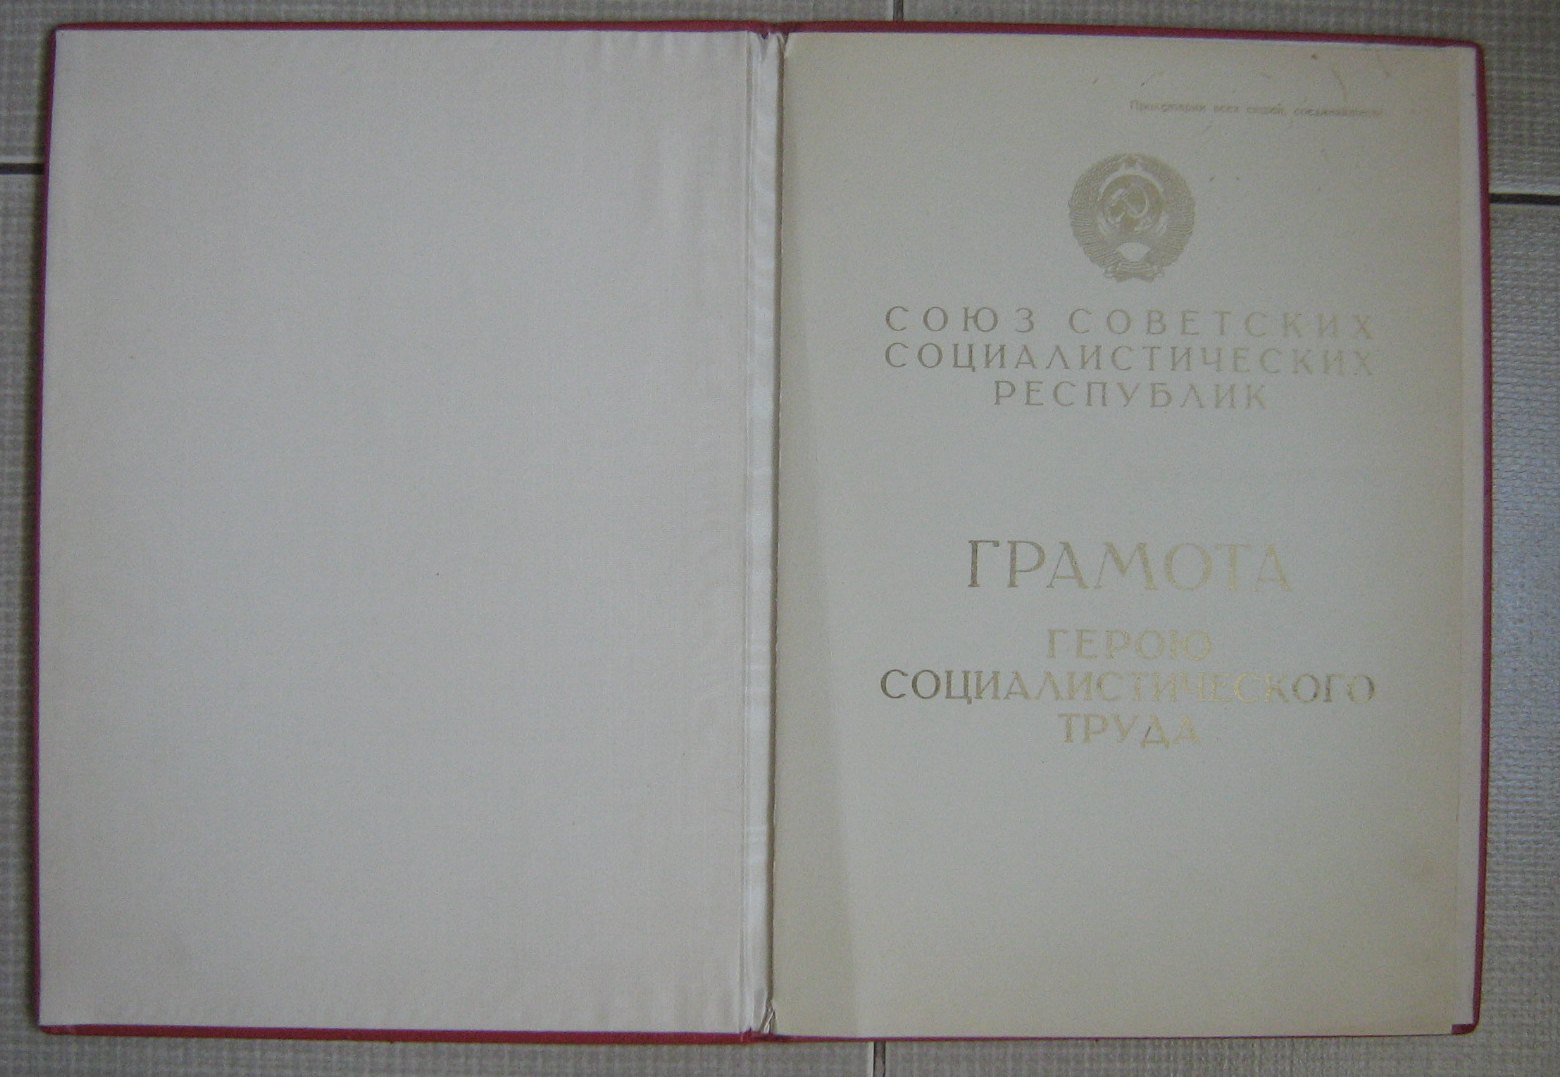 Пролетарии всех стран, соединяйтесь!
СОЮЗ СОВЕТСКИХ
СОЦИАЛИСТИЧЕСКИХ
РЕСПУБЛИК
ГРАМОТА
ГЕРОЮ
СОЦИАЛИСТИЧЕСКОГО
ТРУДА